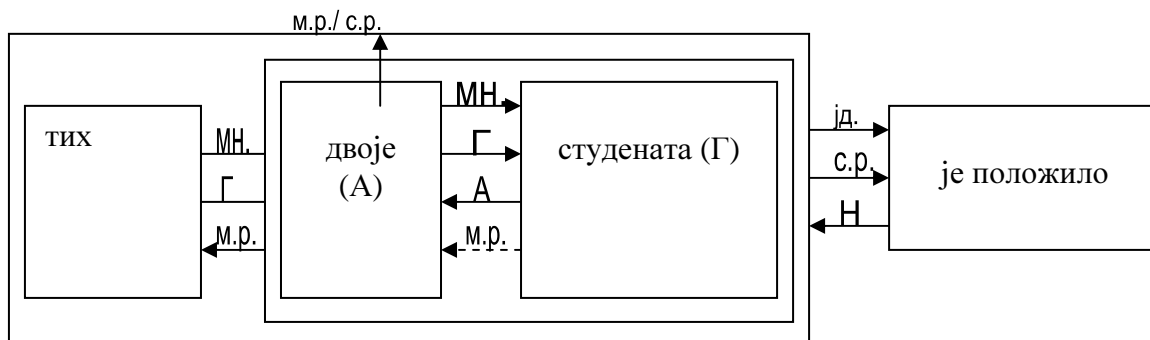 м.р./ с.р.
тих
мн.
Г
м.р.
двоје
(А)
мн.
Г
А
м.р.
студената (Г)
јд.
с.р.
Н
је положило